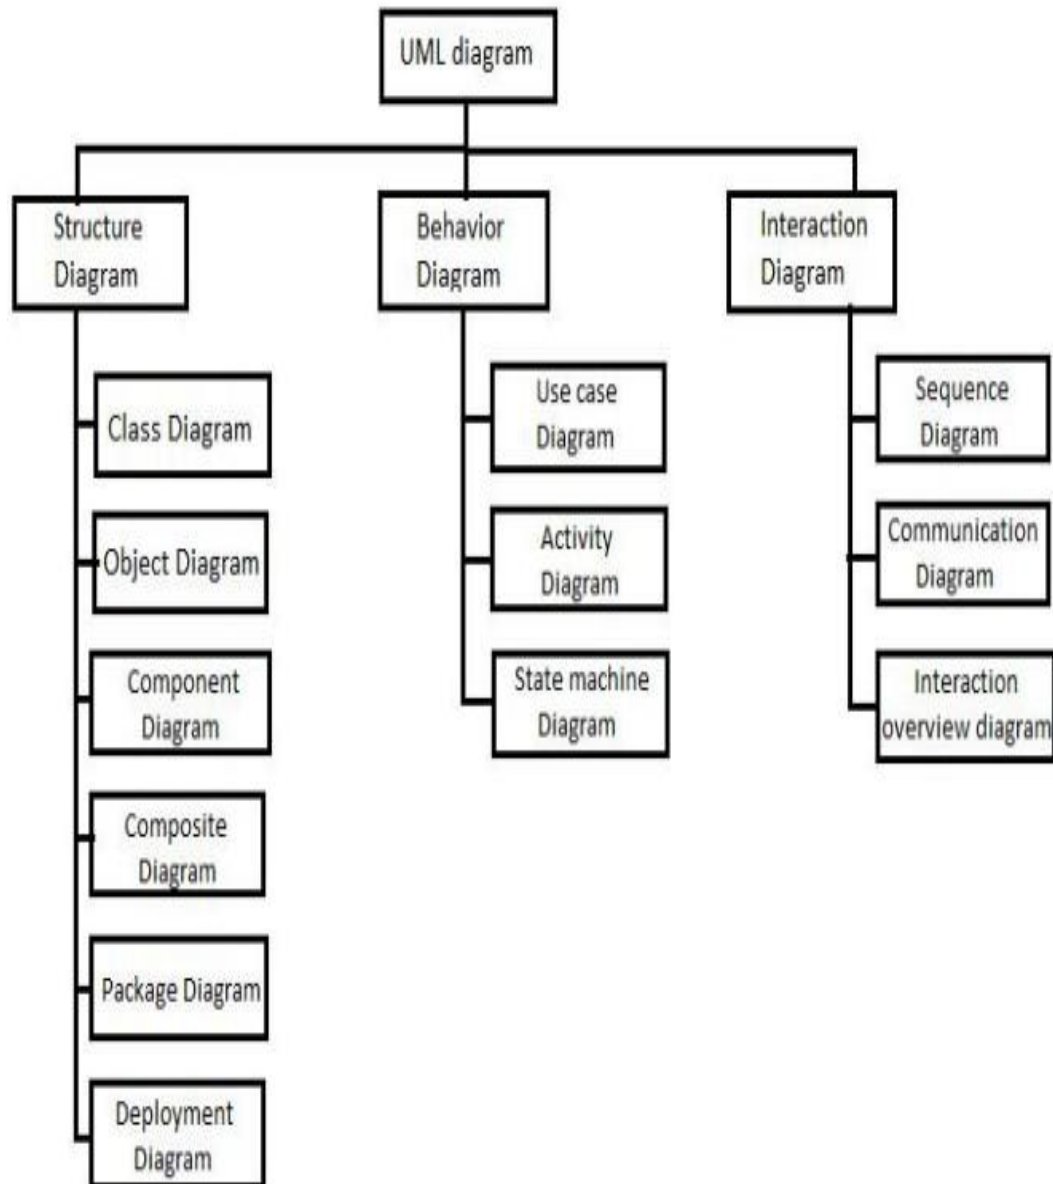 UML diagram
Structure
Diagram
Behavior
Diagram
Interaction
Diagram
Class Diagram
Object Diagram
Component
Diagram
Composite
Diagram
Package Diagram
Deployment
Diagram
Use case
Diagram
Activity
Diagram
State machine
Diagram
Sequence
Diagram
Communication
Diagram
Interaction
overview diagram